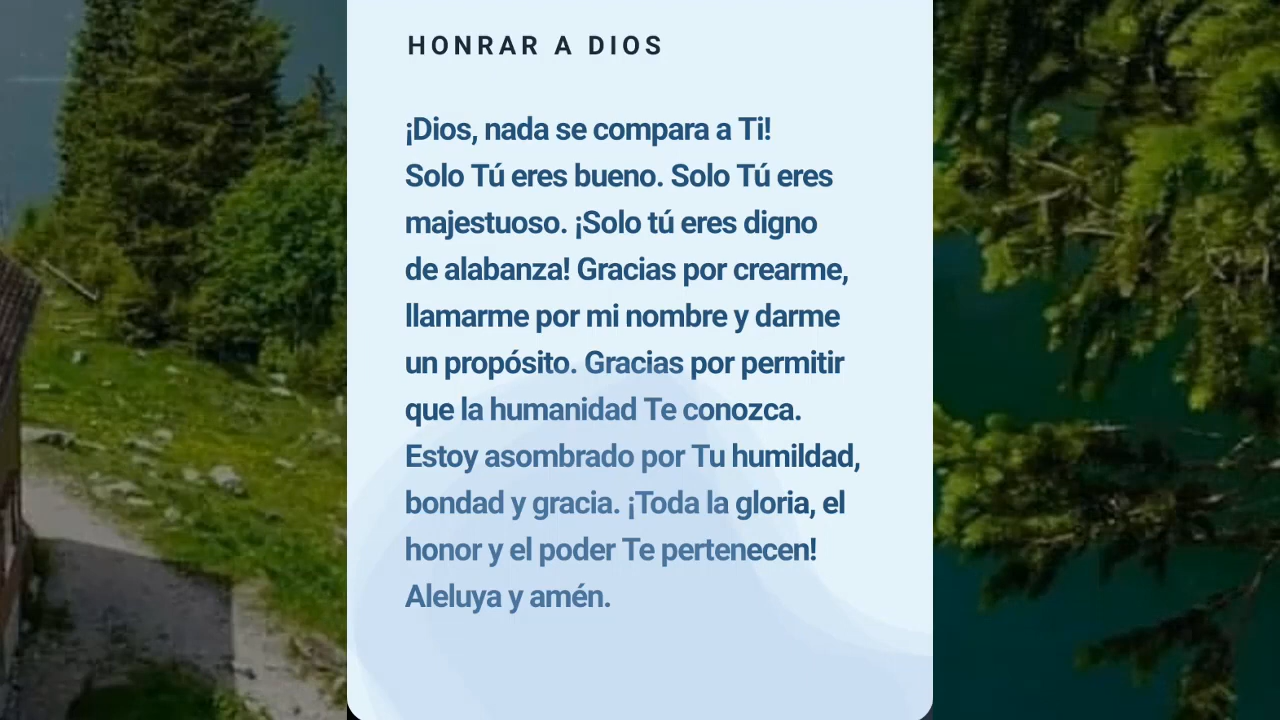 HONRAR A DIOS
¡Dios, nada se compara a Ti!
Solo Tú eres bueno. Solo Tú eres
majestuoso. ¡Solo tú eres digno
de alabanza! Gracias por crearme,
llamarme por mi nombre y darme
un propósito. Gracias por permitir
que la humanidad Te conozca.
Estoy asombrado por Tu humildad,
bondad y gracia. ¡Toda la gloria, el
honor y el poder Te pertenecen!
Aleluya y amén.